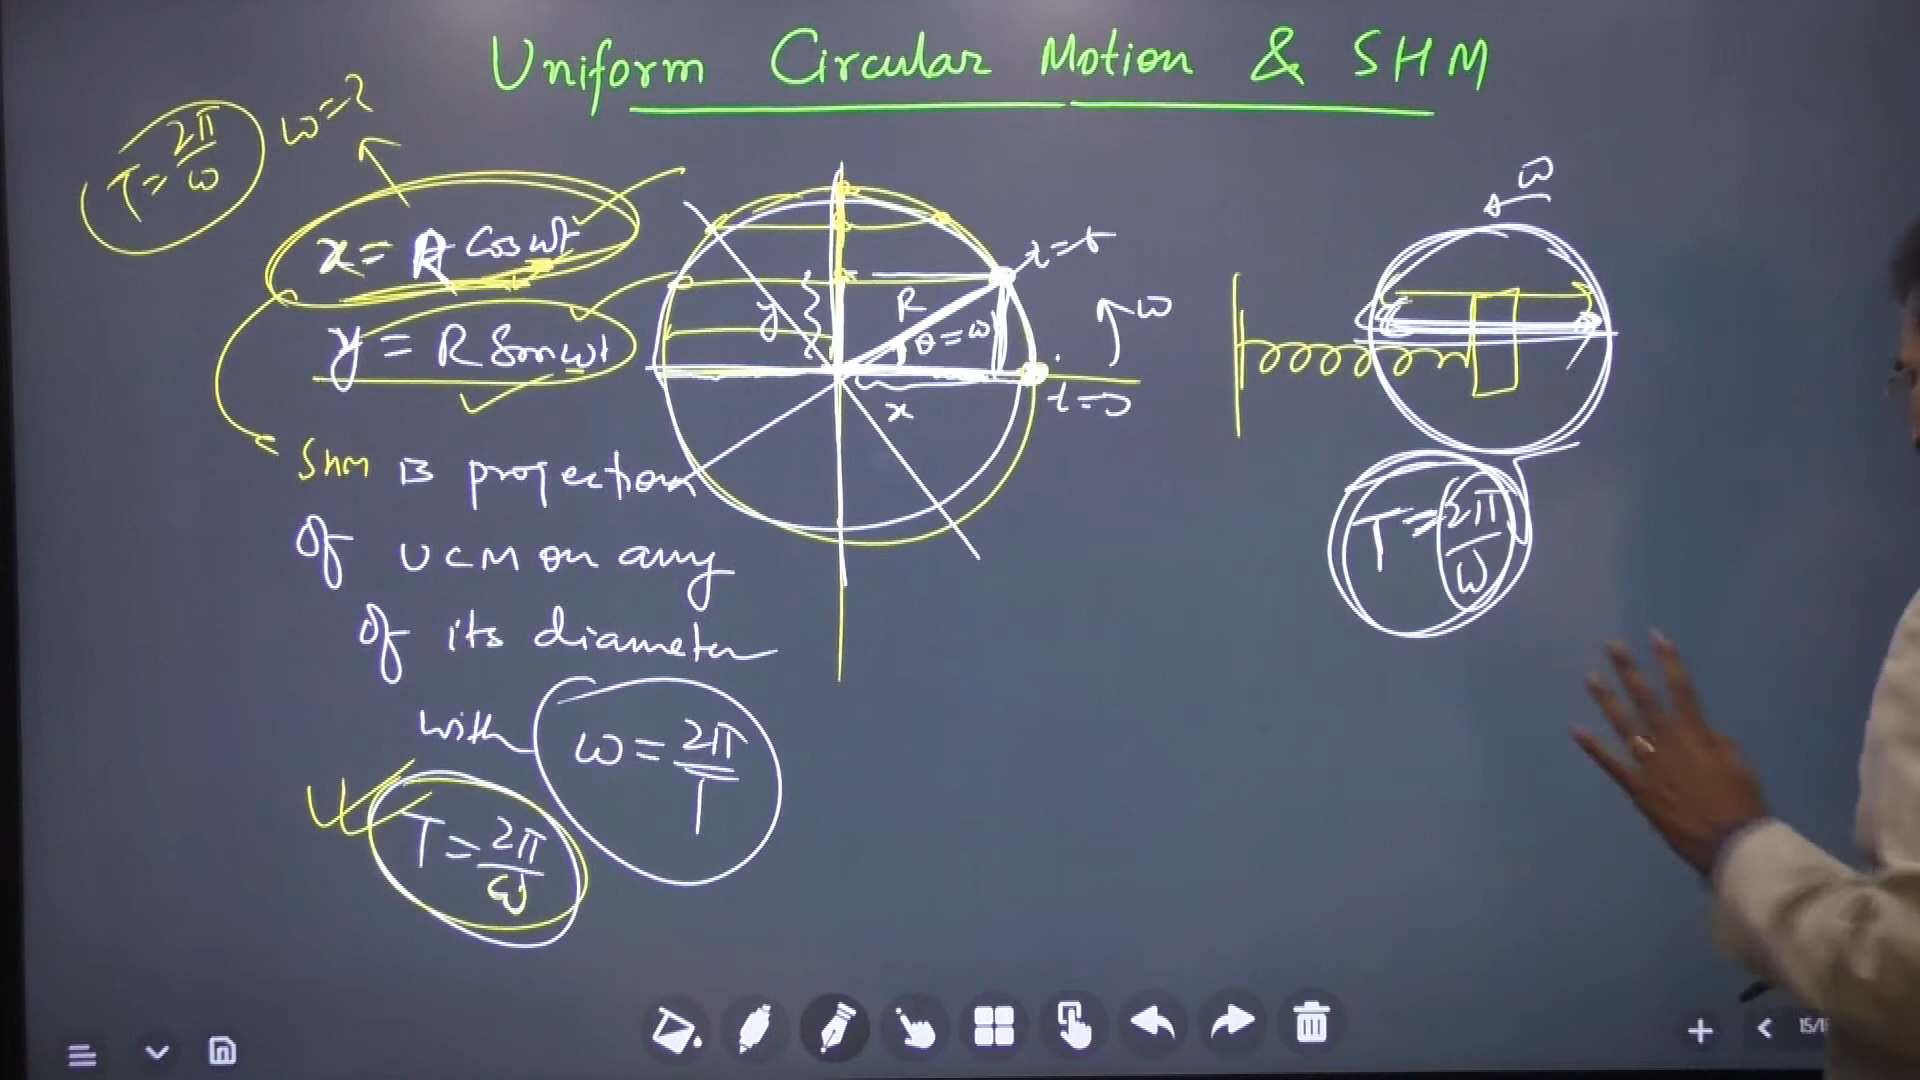 Uniform Circular Motion & SHM
T = 2π/ω
ω = ?
x = R Cos ωt
y = R Sin ωt
t = t
R
y
θ = ω
ω
x
t = 0
SHM is projection
of UCM on any
of its diameter
with ω = 2π/T
T = 2π/ω
ω
T = 2π/ω